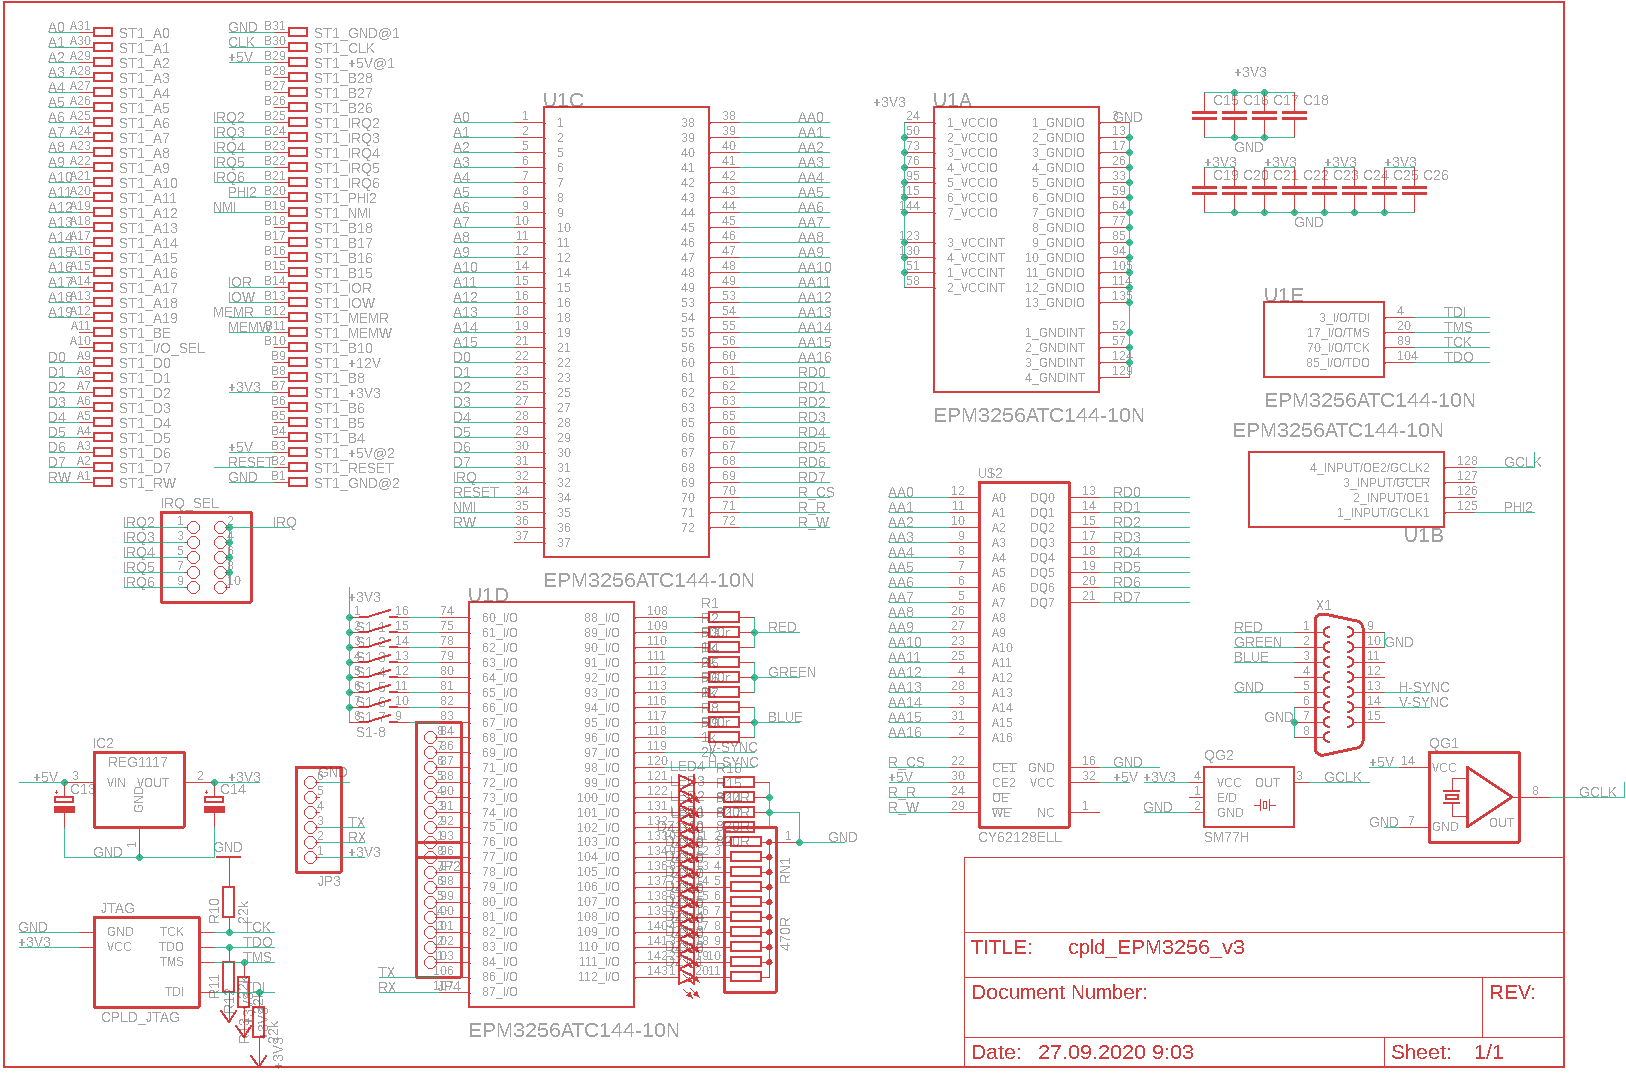 A0 A31 ST1_A0
A1 A30 ST1_A1
A2 A29 ST1_A2
A3 A28 ST1_A3
A4 A27 ST1_A4
A5 A26 ST1_A5
A6 A25 ST1_A6
A7 A24 ST1_A7
A8 A23 ST1_A8
A9 A22 ST1_A9
A10 A21 ST1_A10
A11 A20 ST1_A11
A12 A19 ST1_A12
A13 A18 ST1_A13
A14 A17 ST1_A14
A15 A16 ST1_A15
A16 A15 ST1_A16
A17 A14 ST1_A17
A18 A13 ST1_A18
A19 A12 ST1_A19
A11 ST1_BE
A10 ST1_I/O_SEL
D0 A9 ST1_D0
D1 A8 ST1_D1
D2 A7 ST1_D2
D3 A6 ST1_D3
D4 A5 ST1_D4
D5 A4 ST1_D5
D6 A3 ST1_D6
D7 A2 ST1_D7
RW A1 ST1_RW
GND B31 ST1_GND@1
CLK B30 ST1_CLK
+5V B29 ST1_+5V@1
B28 ST1_B28
B27 ST1_B27
B26 ST1_B26
IRQ2 B25 ST1_IRQ2
IRQ3 B24 ST1_IRQ3
IRQ4 B23 ST1_IRQ4
IRQ5 B22 ST1_IRQ5
IRQ6 B21 ST1_IRQ6
PHI2 B20 ST1_PHI2
NMI B19 ST1_NMI
B18 ST1_B18
B17 ST1_B17
B16 ST1_B16
B15 ST1_B15
IOR B14 ST1_IOR
IOW B13 ST1_IOW
MEMR B12 ST1_MEMR
MEMW B11 ST1_MEMW
B10 ST1_B10
B9 ST1_+12V
B8 ST1_B8
+3V3 B7 ST1_+3V3
B6 ST1_B6
B5 ST1_B5
B4 ST1_B4
+5V B3 ST1_+5V@2
RESET B2 ST1_RESET
GND B1 ST1_GND@2
IRQ_SEL
IRQ2 1 2 IRQ
IRQ3 3
IRQ4 5
IRQ5 7
IRQ6 9 10
U1C
A0 1 1 38 38 AA0
A1 2 2 39 39 AA1
A2 5 5 40 40 AA2
A3 6 6 41 41 AA3
A4 7 7 42 42 AA4
A5 8 8 43 43 AA5
A6 9 9 44 44 AA6
A7 10 10 45 45 AA7
A8 11 11 46 46 AA8
A9 12 12 47 47 AA9
A10 14 14 48 48 AA10
A11 15 15 49 49 AA11
A12 16 16 53 53 AA12
A13 18 18 54 54 AA13
A14 19 19 55 55 AA14
A15 21 21 56 56 AA15
D0 22 22 60 60 AA16
D1 23 23 61 61 RD0
D2 25 25 62 62 RD1
D3 27 27 63 63 RD2
D4 28 28 65 65 RD3
D5 29 29 66 66 RD4
D6 30 30 67 67 RD5
D7 31 31 68 68 RD6
IRQ 32 32 69 69 RD7
RESET 34 34 70 70 R_CS
NMI 35 35 71 71 R_R
RW 36 36 72 72 R_W
37 37
EPM3256ATC144-10N
U1A
+3V3
24 1_VCCIO 1_GNDIO 3 GND
50 2_VCCIO 2_GNDIO 13
73 3_VCCIO 3_GNDIO 17
76 4_VCCIO 4_GNDIO 26
95 5_VCCIO 5_GNDIO 33
115 6_VCCIO 6_GNDIO 59
144 7_VCCIO 7_GNDIO 64
8_GNDIO 77
123 3_VCCINT 9_GNDIO 85
130 4_VCCINT 10_GNDIO 94
51 1_VCCINT 11_GNDIO 105
58 2_VCCINT 12_GNDIO 114
13_GNDIO 135
1_GNDINT 52
2_GNDINT 57
3_GNDINT 124
4_GNDINT 129
EPM3256ATC144-10N
+3V3
C15 C16 C17 C18
GND
+3V3 +3V3 +3V3 +3V3
C19 C20 C21 C22 C23 C24 C25 C26
GND
U1E
3_I/O/TDI 4 TDI
17_I/O/TMS 20 TMS
70_I/O/TCK 89 TCK
85_I/O/TDO 104 TDO
EPM3256ATC144-10N
EPM3256ATC144-10N
4_INPUT/OE2/GCLK2 128 GCLK
3_INPUT/GCLR 127
2_INPUT/OE1 126
1_INPUT/GCLK1 125 PHI2
U1B
U$2
AA0 12 A0 DQ0 13 RD0
AA1 11 A1 DQ1 14 RD1
AA2 10 A2 DQ2 15 RD2
AA3 9 A3 DQ3 17 RD3
AA4 8 A4 DQ4 18 RD4
AA5 7 A5 DQ5 19 RD5
AA6 6 A6 DQ6 20 RD6
AA7 5 A7 DQ7 21 RD7
AA8 26 A8
AA9 27 A9
AA10 23 A10
AA11 25 A11
AA12 4 A12
AA13 28 A13
AA14 3 A14
AA15 31 A15
AA16 2 A16
R_CS 22 CE1 GND 16 GND
+5V 30 CE2 VCC 32 +5V
R_R 24 OE
R_W 29 WE NC 1
CY62128ELL
X1
RED 1 9
GREEN 2 10 GND
BLUE 3 11
4 12
GND 5 13 H-SYNC
6 14 V-SYNC
GND 7 15
8
QG2
+3V3 4 VCC OUT 3 GCLK
1 E/D
GND 2 GND
SM77H
QG1
+5V 14 VCC
8 GCLK
GND 7 GND OUT
U1D
+3V3
1 16 74 60_I/O 88_I/O 108 R1
S1-1 15 75 61_I/O 89_I/O 109 RED
S1-2 14 78 62_I/O 90_I/O 110
S1-3 13 79 63_I/O 91_I/O 111
S1-4 12 80 64_I/O 92_I/O 112 GREEN
S1-5 11 81 65_I/O 93_I/O 113
S1-6 10 82 66_I/O 94_I/O 116
S1-7 9 83 67_I/O 95_I/O 117 BLUE
S1-8 84 68_I/O 96_I/O 118
86 69_I/O 97_I/O 119 V-SYNC
87 70_I/O 98_I/O 120 H-SYNC
88 72_I/O 99_I/O 121 LED4
90 73_I/O 100_I/O 122
91 74_I/O 101_I/O 131
92 75_I/O 102_I/O 132
93 76_I/O 103_I/O 133 1 GND
96 77_I/O 104_I/O 134 3
78_I/O 105_I/O 136 4
98 79_I/O 106_I/O 137 5
99 80_I/O 107_I/O 138 6
100 81_I/O 108_I/O 139 7
101 82_I/O 109_I/O 140 8
102 83_I/O 110_I/O 141 9
103 84_I/O 111_I/O 142 10
TX 106 86_I/O 112_I/O 143 11
RX 87_I/O
RN1
470R
EPM3256ATC144-10N
IC2
REG1117
+5V 3 VIN VOUT 2 +3V3
C13 GND C14
GND 1
GND
GND
6
5
4
3 TX
2 RX
1 +3V3
JP3
JTAG
GND GND TCK TCK
+3V3 VCC TDO TDO
TMS TMS
TDI TDI
CPLD_JTAG
R10
22k
R11
+3V3
TITLE: cpld_EPM3256_v3
Document Number:
REV:
Date: 27.09.2020 9:03
Sheet: 1/1